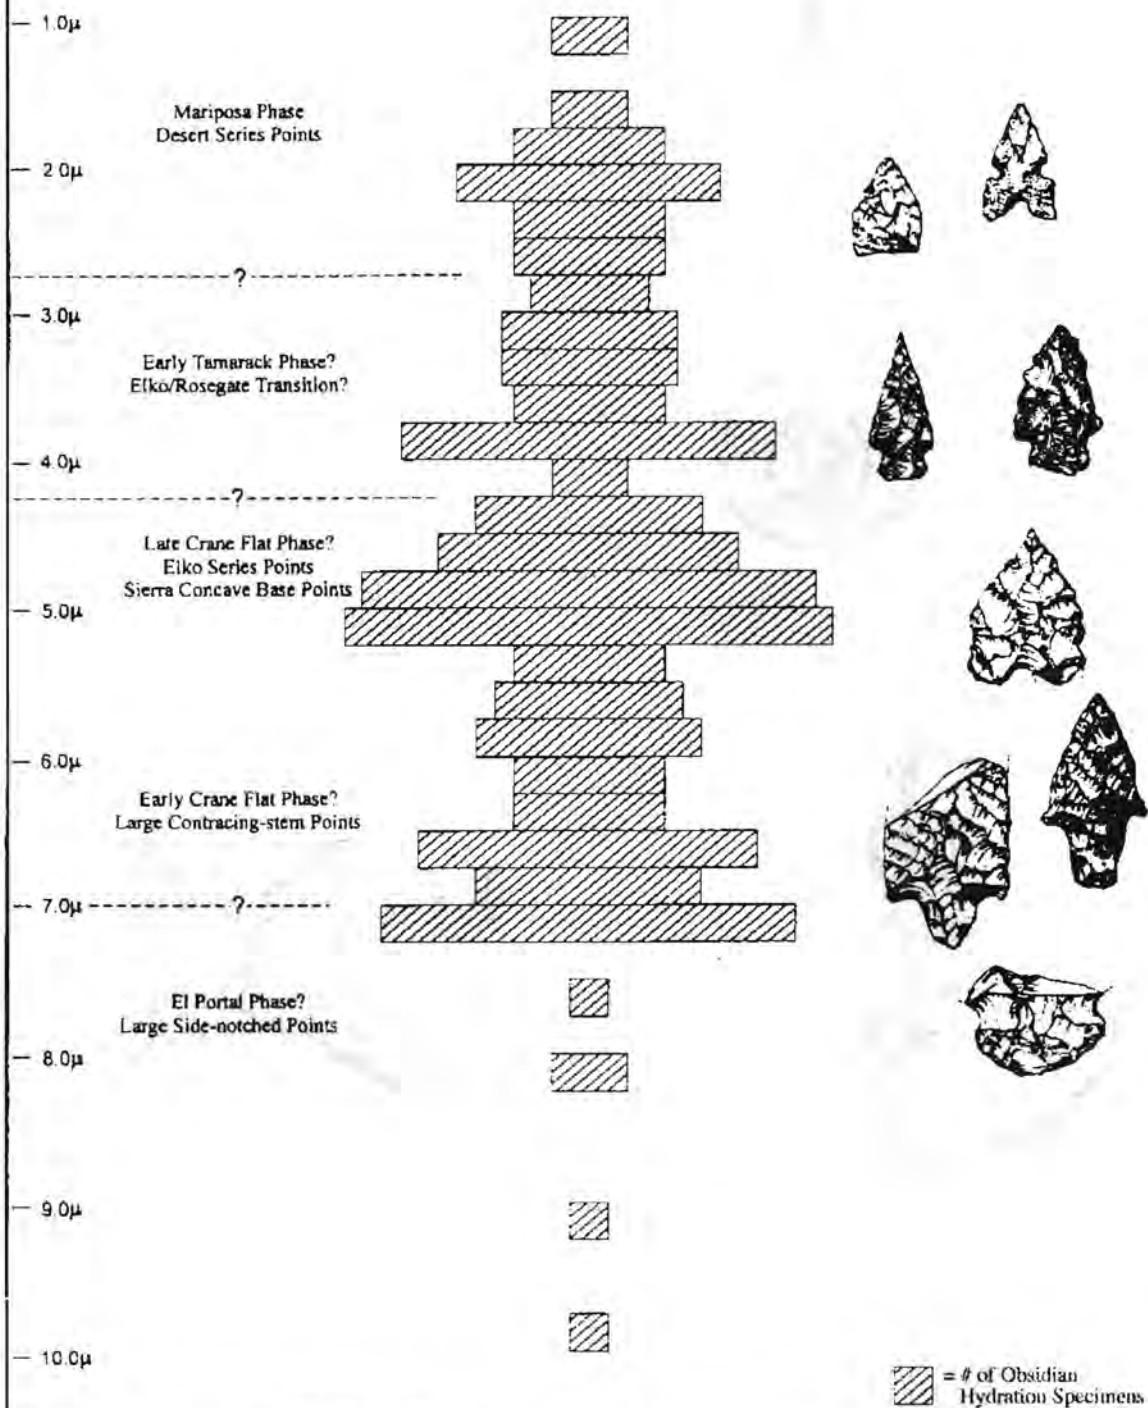 1.0µ
Mariposa Phase
Desert Series Points
2.0µ
?
3.0µ
Early Tamarack Phase?
Elko/Rosegate Transition?
4.0µ
?
Late Crane Flat Phase?
Elko Series Points
Sierra Concave Base Points
5.0µ
6.0µ
Early Crane Flat Phase?
Large Contracing-stem Points
7.0µ
?
El Portal Phase?
Large Side-notched Points
8.0µ
9.0µ
10.0µ
= # of Obsidian
Hydration Specimens